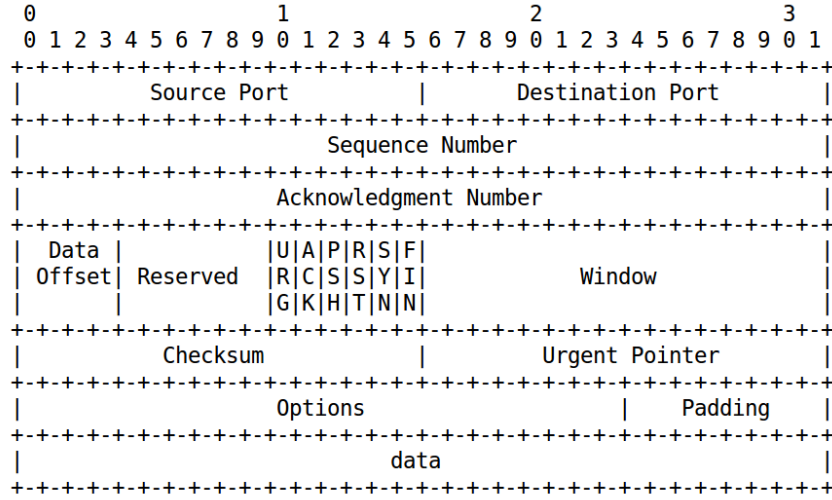 0                   1                   2                   3
 0 1 2 3 4 5 6 7 8 9 0 1 2 3 4 5 6 7 8 9 0 1 2 3 4 5 6 7 8 9 0 1
+-+-+-+-+-+-+-+-+-+-+-+-+-+-+-+-+-+-+-+-+-+-+-+-+-+-+-+-+-+-+-+-+
|          Source Port          |       Destination Port        |
+-+-+-+-+-+-+-+-+-+-+-+-+-+-+-+-+-+-+-+-+-+-+-+-+-+-+-+-+-+-+-+-+
|                        Sequence Number                        |
+-+-+-+-+-+-+-+-+-+-+-+-+-+-+-+-+-+-+-+-+-+-+-+-+-+-+-+-+-+-+-+-+
|                    Acknowledgment Number                      |
+-+-+-+-+-+-+-+-+-+-+-+-+-+-+-+-+-+-+-+-+-+-+-+-+-+-+-+-+-+-+-+-+
|  Data |           |U|A|P|R|S|F|                               |
| Offset| Reserved  |R|C|S|S|Y|I|            Window             |
|       |           |G|K|H|T|N|N|                               |
+-+-+-+-+-+-+-+-+-+-+-+-+-+-+-+-+-+-+-+-+-+-+-+-+-+-+-+-+-+-+-+-+
|           Checksum            |         Urgent Pointer        |
+-+-+-+-+-+-+-+-+-+-+-+-+-+-+-+-+-+-+-+-+-+-+-+-+-+-+-+-+-+-+-+-+
|                    Options                    |    Padding    |
+-+-+-+-+-+-+-+-+-+-+-+-+-+-+-+-+-+-+-+-+-+-+-+-+-+-+-+-+-+-+-+-+
|                             data                              |
+-+-+-+-+-+-+-+-+-+-+-+-+-+-+-+-+-+-+-+-+-+-+-+-+-+-+-+-+-+-+-+-+